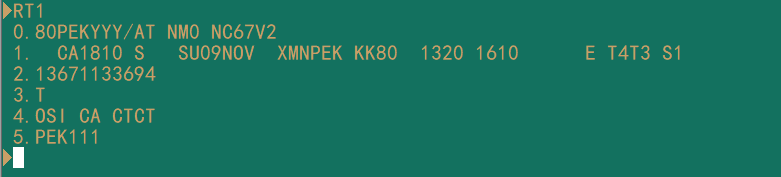 ▶RT1
0.80PEKYYY/AT NM0 NC67V2
1.  CA1810 S   SU09NOV  XMNPEK KK80  1320 1610      E T4T3 S1
2.13671133694
3.T
4.OSI CA CTCT
5.PEK111
▶